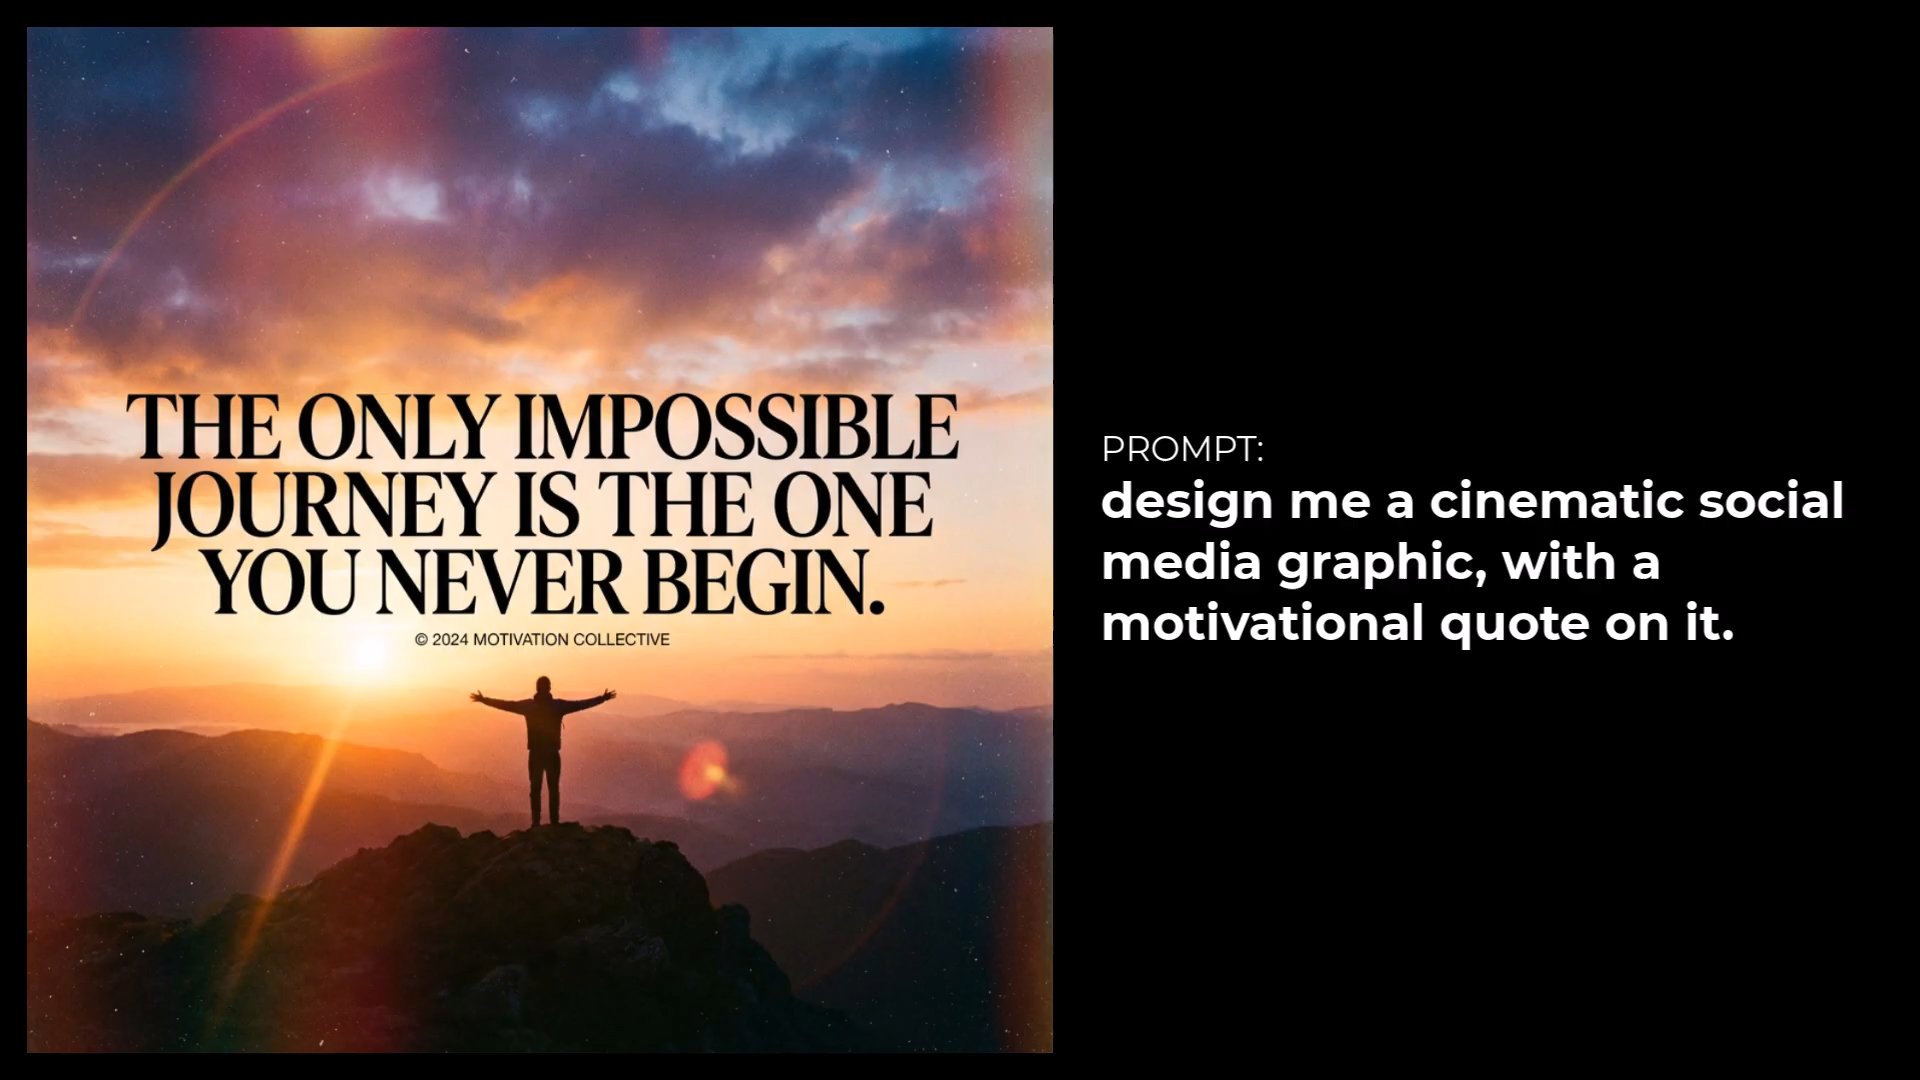 THE ONLY IMPOSSIBLE
JOURNEY IS THE ONE
YOU NEVER BEGIN.
© 2024 MOTIVATION COLLECTIVE
PROMPT:
design me a cinematic social
media graphic, with a
motivational quote on it.